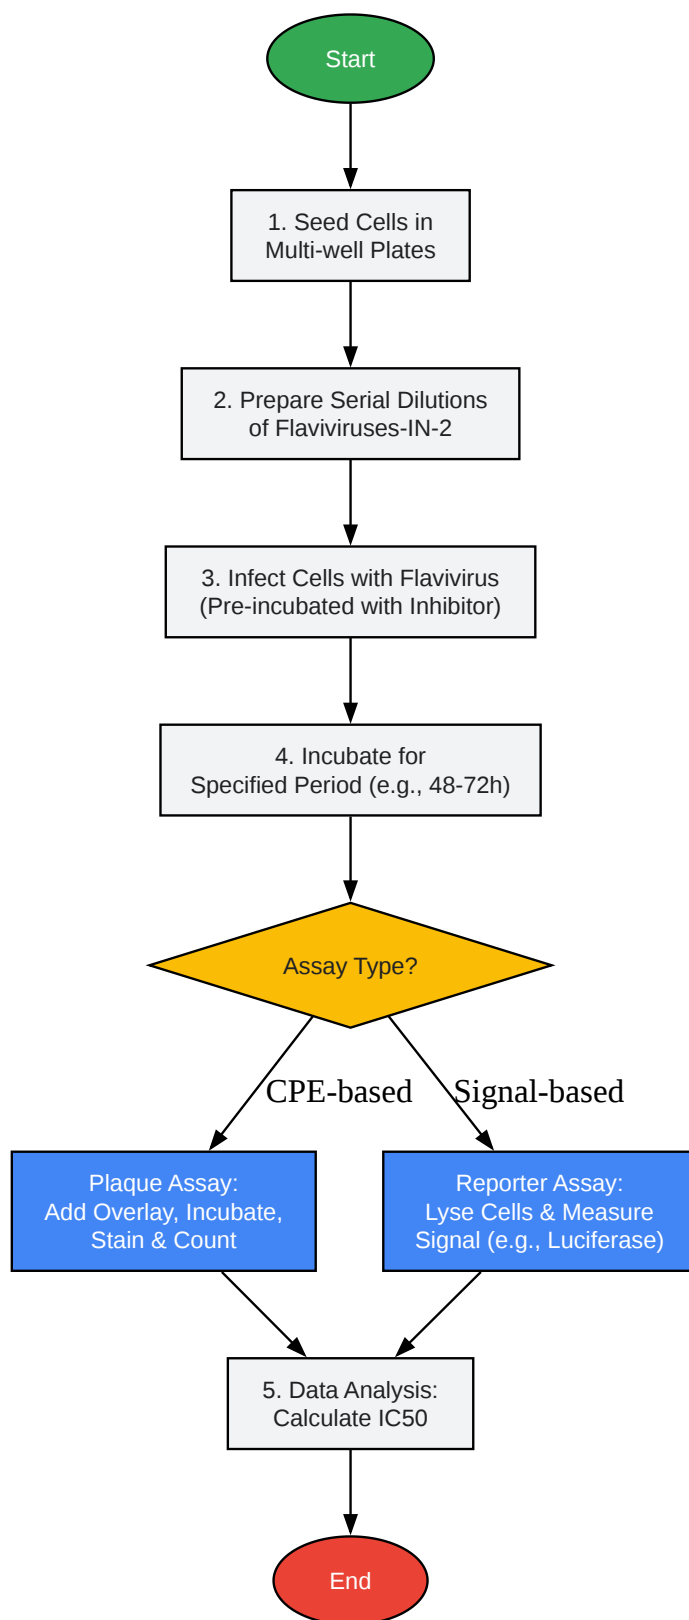 Start
1. Seed Cells in
Multi-well Plates
2. Prepare Serial Dilutions
of Flaviviruses-IN-2
3. Infect Cells with Flavivirus
(Pre-incubated with Inhibitor)
4. Incubate for
Specified Period (e.g., 48-72h)
Assay Type?
CPE-based
Signal-based
Plaque Assay:
Add Overlay, Incubate,
Stain & Count
Reporter Assay:
Lyse Cells & Measure
Signal (e.g., Luciferase)
5. Data Analysis:
Calculate IC50
End